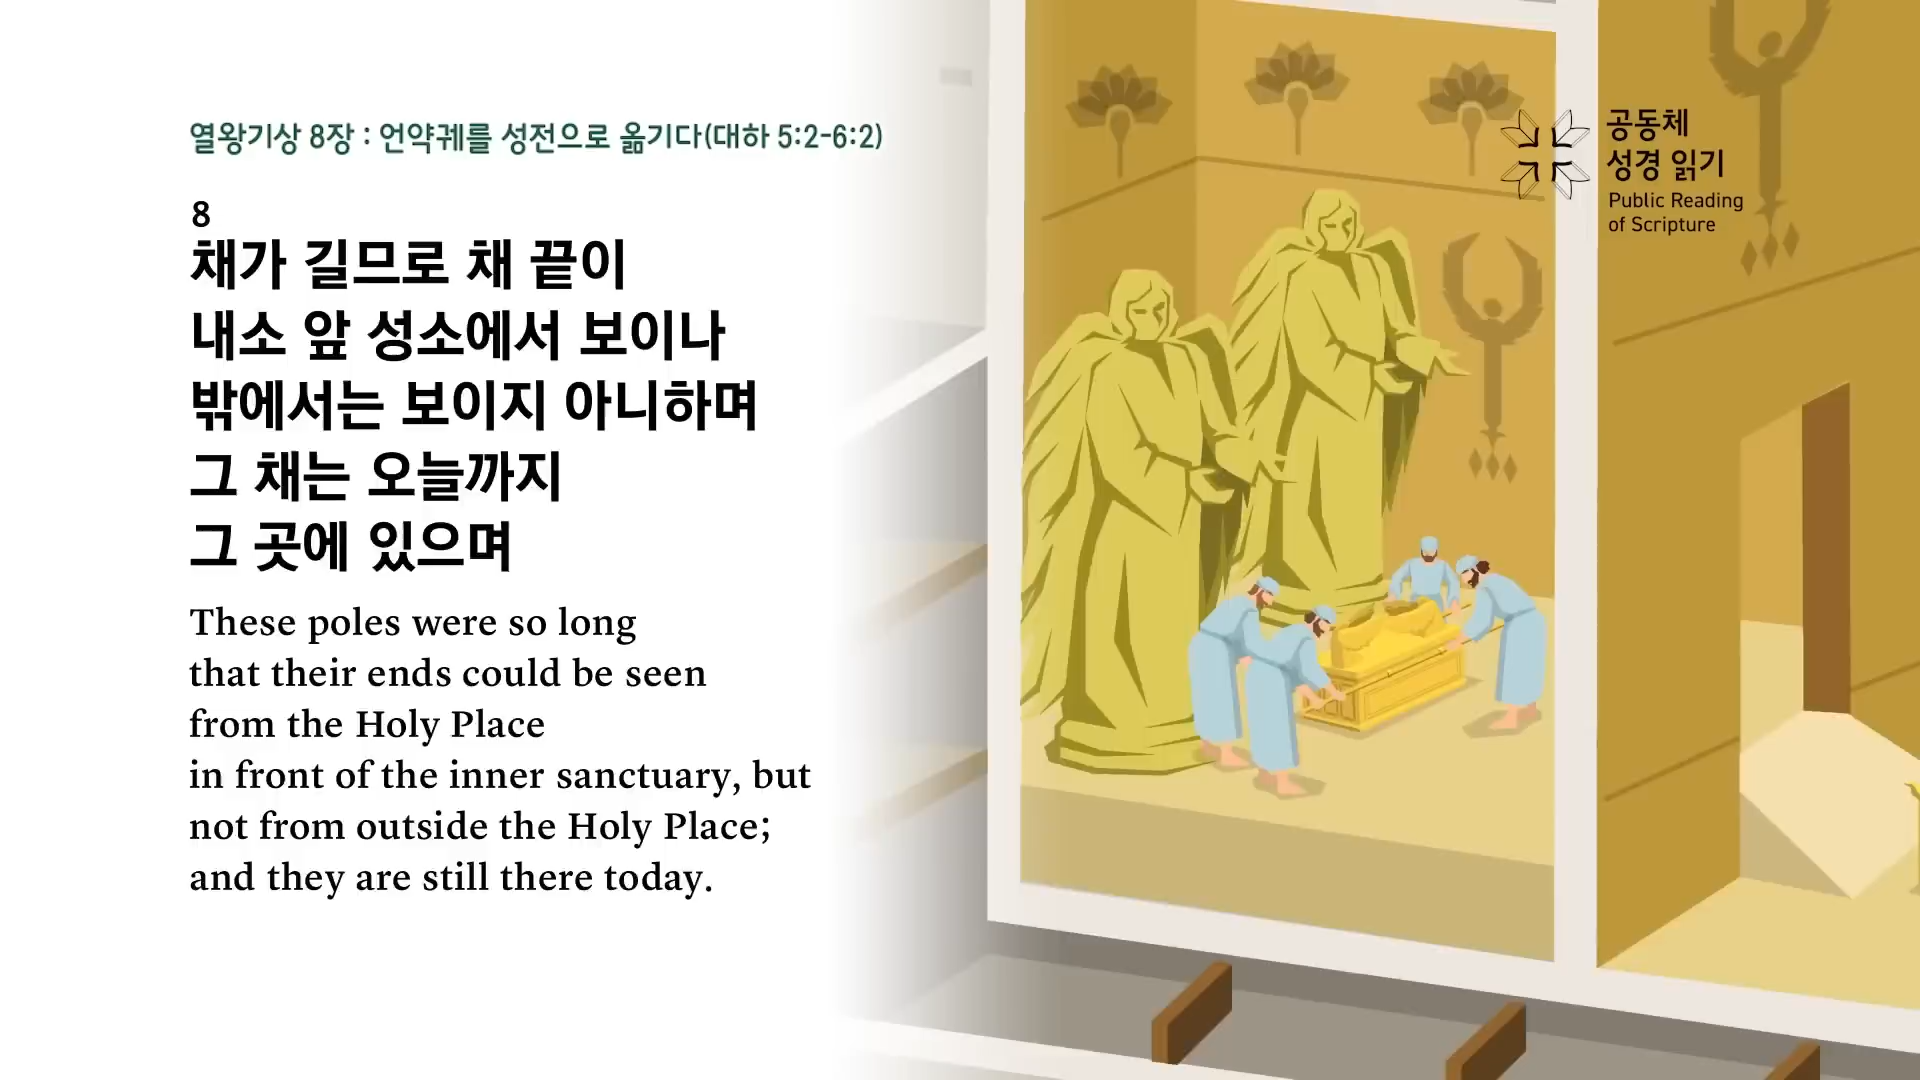 열왕기상 8장 : 언약궤를 성전으로 옮기다(대하 5:2-6:2)
8
채가 길므로 채 끝이
내소 앞 성소에서 보이나
밖에서는 보이지 아니하며
그 채는 오늘까지
그 곳에 있으며
These poles were so long
that their ends could be seen
from the Holy Place
in front of the inner sanctuary, but
not from outside the Holy Place;
and they are still there today.
공동체
성경 읽기
Public Reading
of Scripture